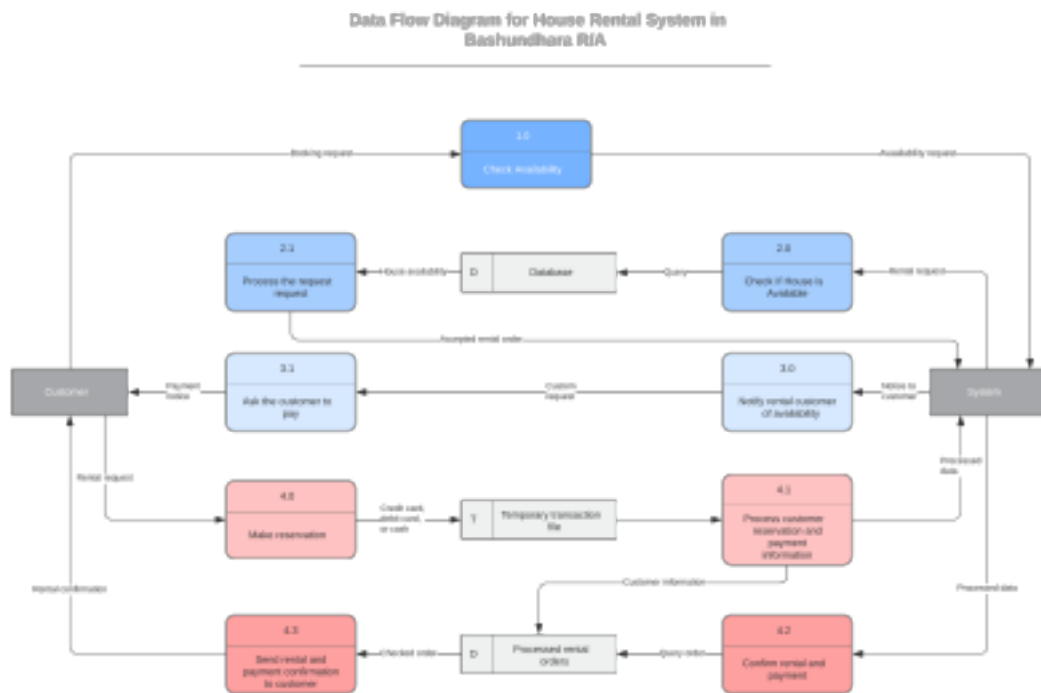 Data Flow Diagram for House Rental System in
Bashundhara R/A
1.0
Check Availability
Booking request
Availability request
2.1
Process the request
request
House availability
D
Database
Query
2.0
Check if House is
Available
Rental request
Accepted rental order
Customer
Payment
notice
3.1
Ask the customer to
pay
Custom
request
3.0
Notify rental customer
of availability
Notice to
customer
System
Rental request
4.0
Make reservation
Credit card,
debit card,
or cash
T
Temporary transaction
file
4.1
Process customer
reservation and
payment
information
Processed
data
Customer information
Rental confirmation
Processed data
4.3
Send rental and
payment confirmation
to customer
Checked order
D
Processed rental
orders
Query order
4.2
Confirm rental and
payment